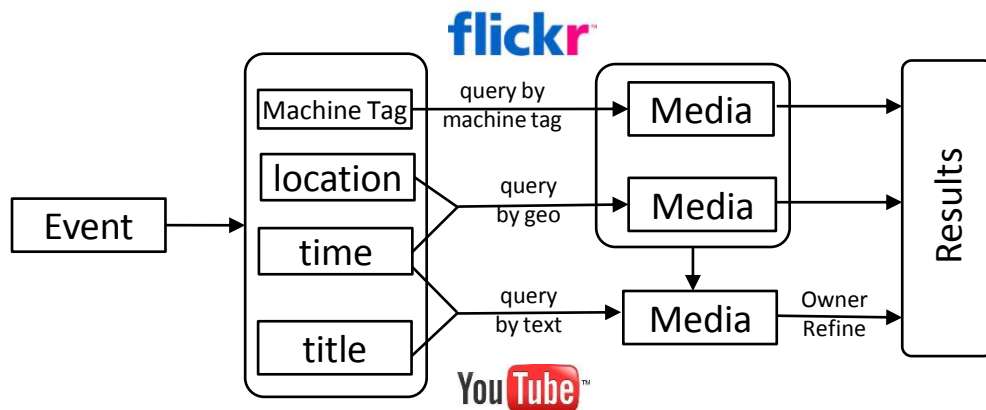 flickr
Machine Tag
query by
machine tag
Media
location
query
by geo
Media
Event
time
Results
query
by text
Media
Owner
Refine
title
YouTube™